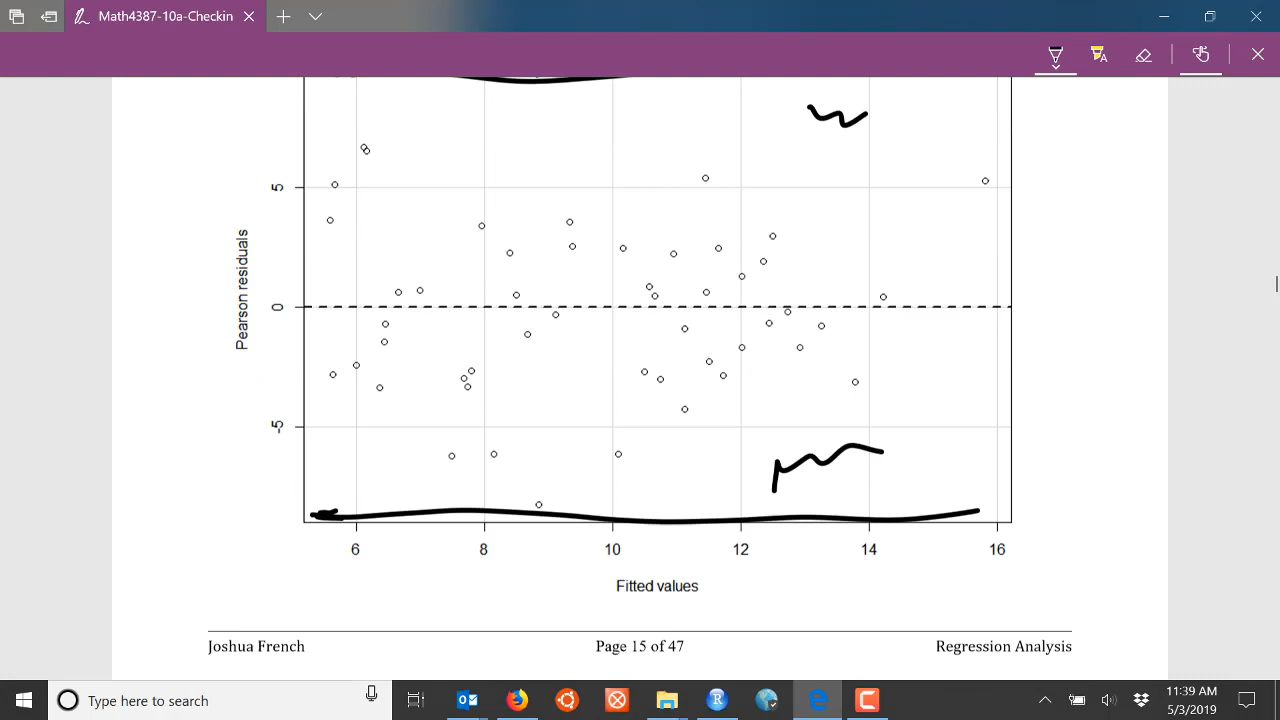 Math4387-10a-Checkin
5
0
-5
Pearson residuals
6 8 10 12 14 16
Fitted values
Joshua French Page 15 of 47 Regression Analysis
Type here to search
11:39 AM
5/3/2019